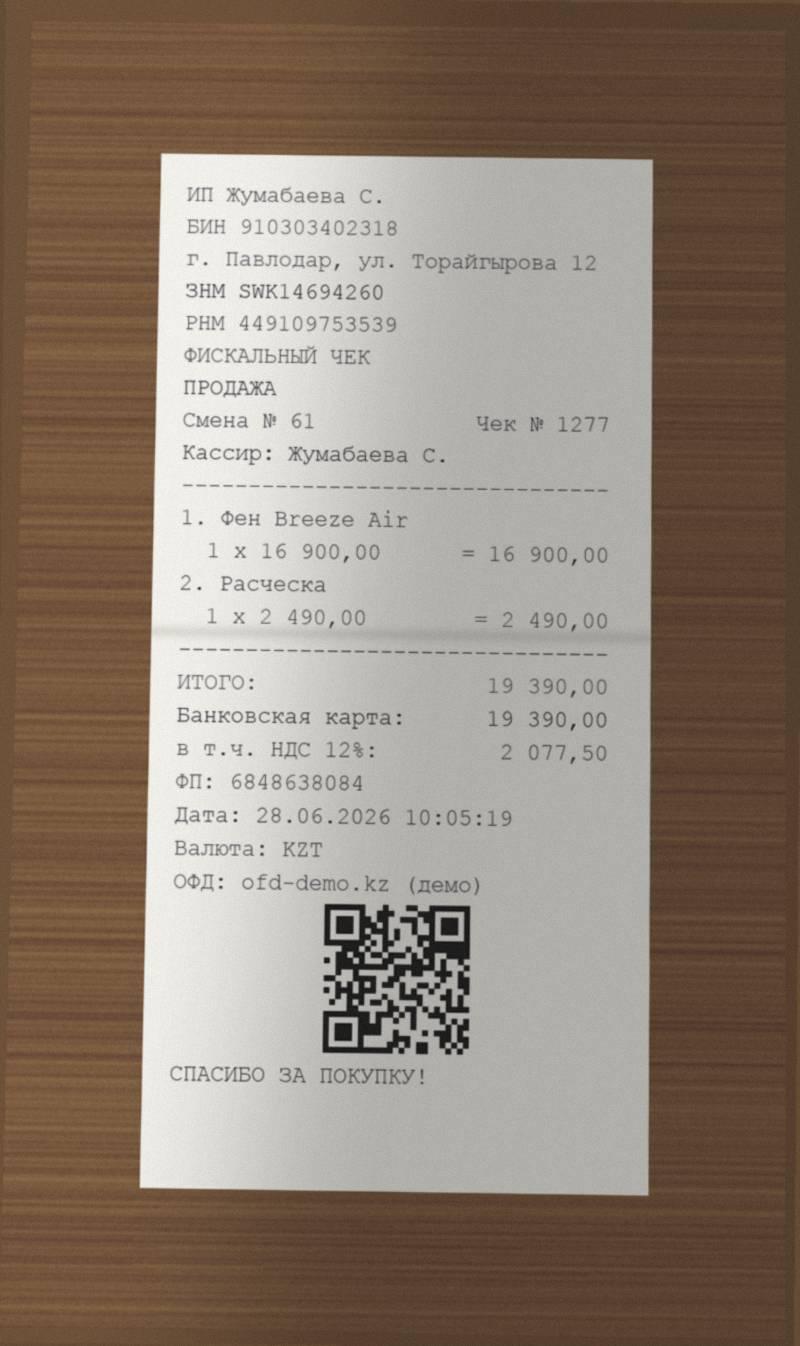 ИП Жумабаева С.
БИН 910303402318
г. Павлодар, ул. Торайгырова 12
ЗНМ SWK14694260
РНМ 449109753539
ФИСКАЛЬНЫЙ ЧЕК
ПРОДАЖА
Смена № 61 Чек № 1277
Кассир: Жумабаева С.
--------------------------------
1. Фен Breeze Air
1 x 16 900,00 = 16 900,00
2. Расческа
1 x 2 490,00 = 2 490,00
--------------------------------
ИТОГО: 19 390,00
Банковская карта: 19 390,00
в т.ч. НДС 12%: 2 077,50
ФП: 6848638084
Дата: 28.06.2026 10:05:19
Валюта: KZT
ОФД: ofd-demo.kz (демо)
СПАСИБО ЗА ПОКУПКУ!